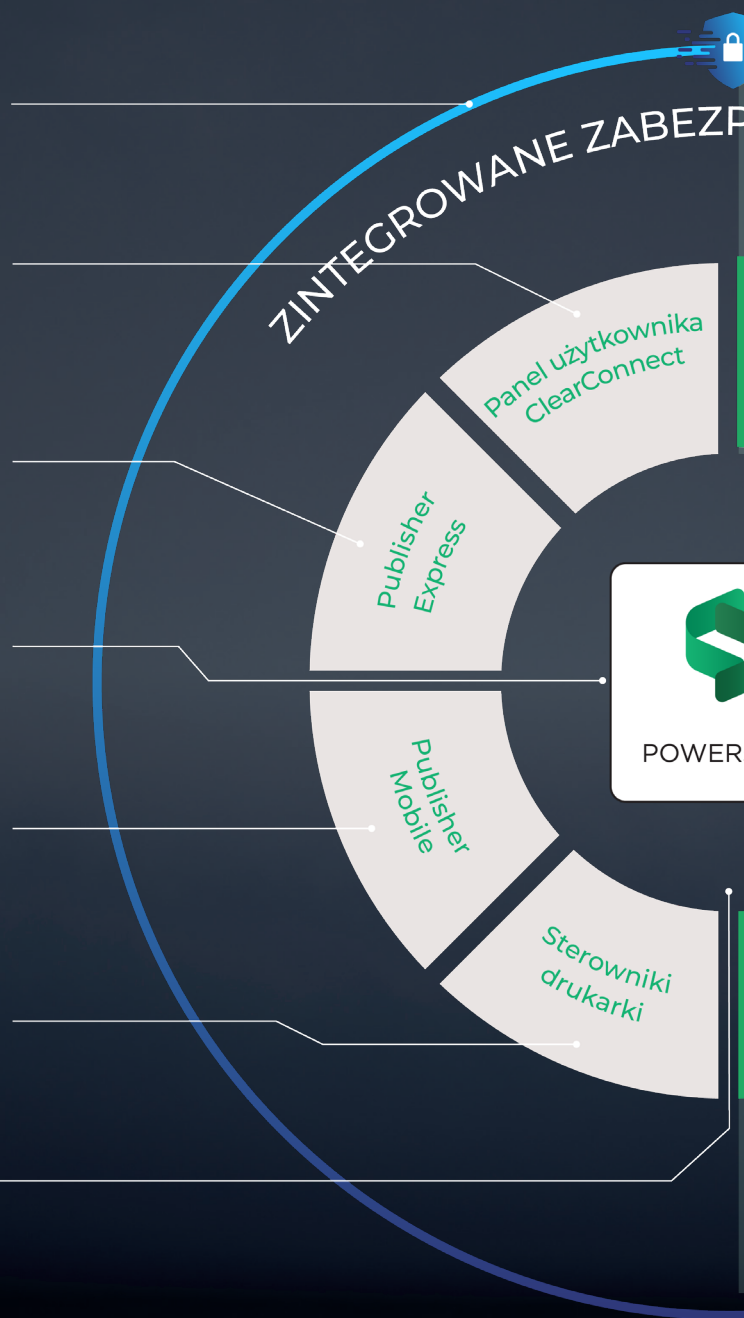 ZINTEGROWANE ZABEZP
Panel użytkownika
ClearConnect
Publisher
Express
POWER
Publisher
Mobile
Sterowniki
drukarki